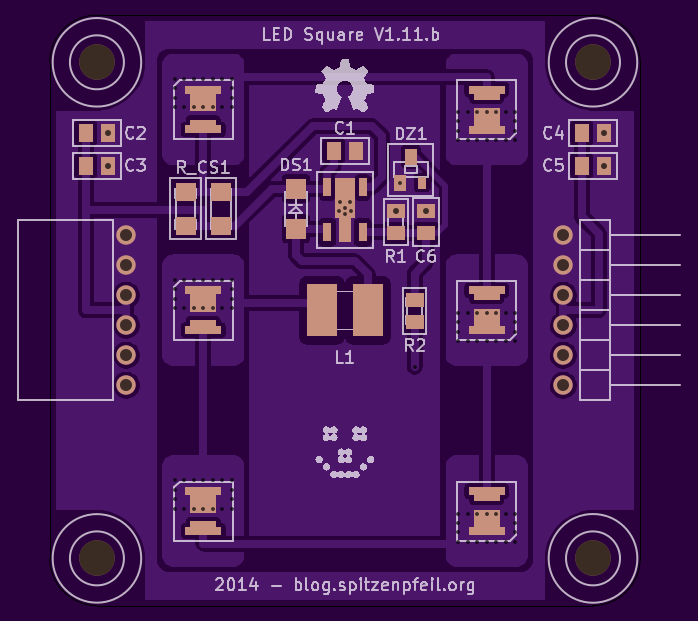 LED Square V1.11.b
C1
C2
DZ1
C4
C3
R_CS1
DS1
C5
R1
C6
L1
R2
2014 - blog.spitzenpfeil.org